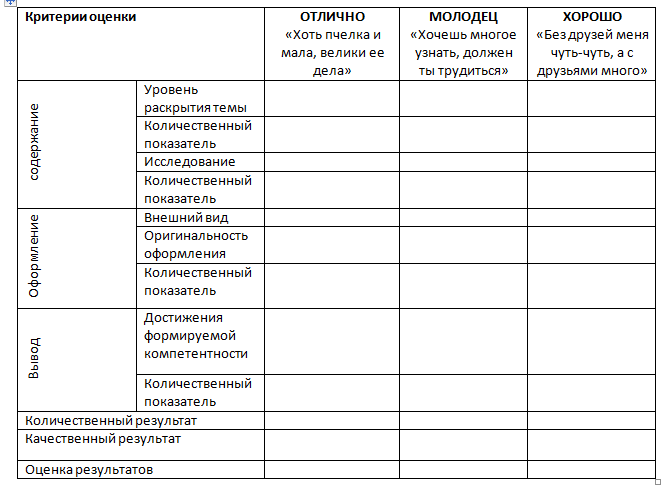 Критерии оценки
ОТЛИЧНО
«Хоть пчелка и
мала, велики ее
дела»
МОЛОДЕЦ
«Хочешь многое
узнать, должен
ты трудиться»
ХОРОШО
«Без друзей меня
чуть-чуть, а с
друзьями много»
содержание
Уровень
раскрытия темы
Количественный
показатель
Исследование
Количественный
показатель
Оформление
Внешний вид
Оригинальность
оформления
Количественный
показатель
Вывод
Достижения
формируемой
компетентности
Количественный
показатель
Количественный результат
Качественный результат
Оценка результатов